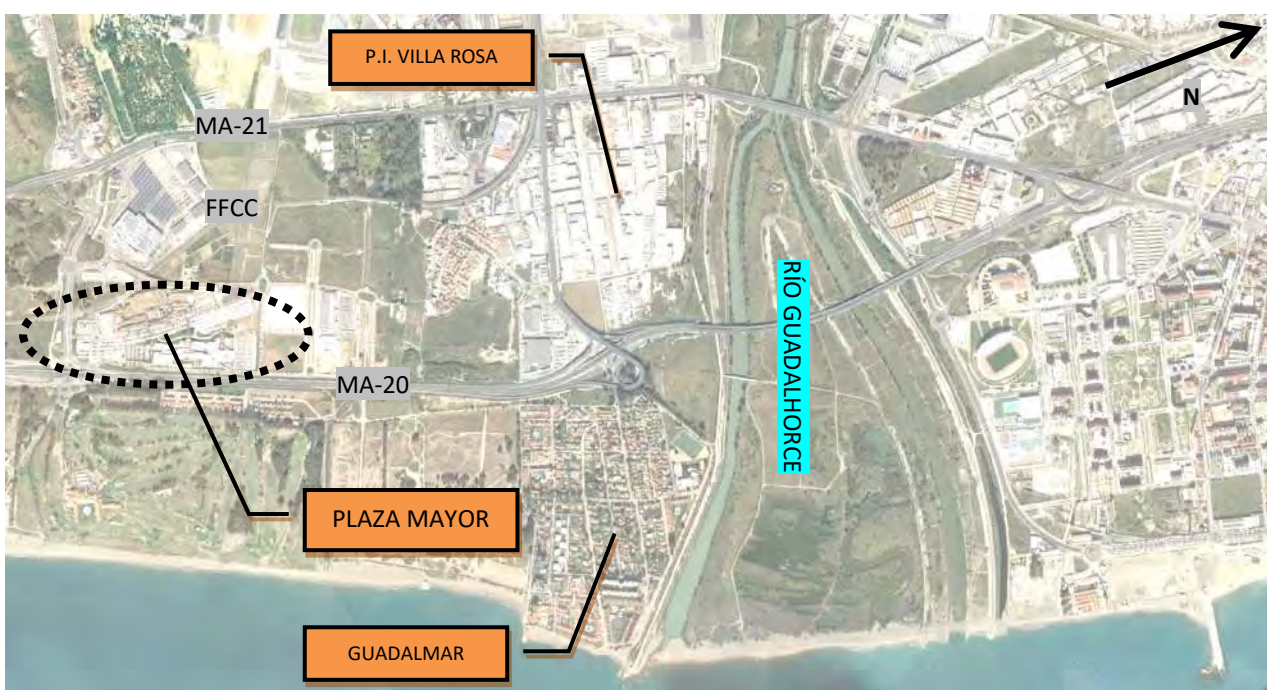 P.I. VILLA ROSA
N
MA-21
FFCC
RÍO GUADALHORCE
MA-20
PLAZA MAYOR
GUADALMAR